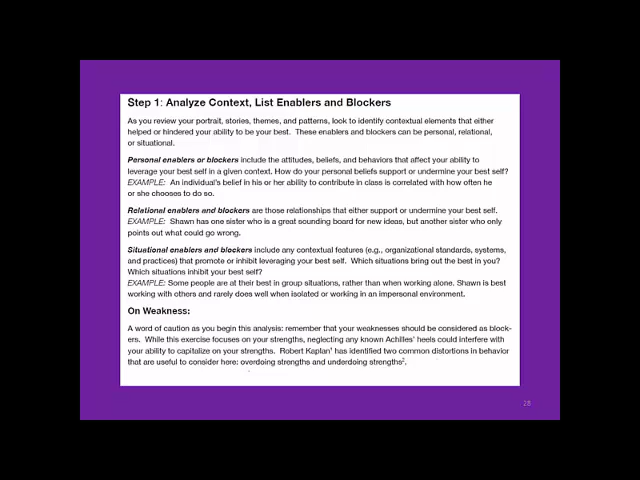 Step 1: Analyze Context, List Enablers and Blockers
As you review your portrait, stories, themes, and patterns, look to identify contextual elements that either
helped or hindered your ability to be your best. These enablers and blockers can be personal, relational,
or situational.
Personal enablers or blockers include the attitudes, beliefs, and behaviors that affect your ability to
leverage your best self in a given context. How do your personal beliefs support or undermine your best self?
EXAMPLE: An individual's belief in his or her ability to contribute in class is correlated with how often he
or she chooses to do so.
Relational enablers and blockers are those relationships that either support or undermine your best self.
EXAMPLE: Shawn has one sister who is a great sounding board for new ideas, but another sister who only
points out what could go wrong.
Situational enablers and blockers include any contextual features (e.g., organizational standards, systems,
and practices) that promote or inhibit leveraging your best self. Which situations bring out the best in you?
Which situations inhibit your best self?
EXAMPLE: Some people are at their best in group situations, rather than when working alone. Shawn is best
working with others and rarely does well when isolated or working in an impersonal environment.
On Weakness:
A word of caution as you begin this analysis: remember that your weaknesses should be considered as block-
ers. While this exercise focuses on your strengths, neglecting any known Achilles' heels could interfere with
your ability to capitalize on your strengths. Robert Kaplan¹ has identified two common distortions in behavior
that are useful to consider here: overdoing strengths and underdoing strengths².
28